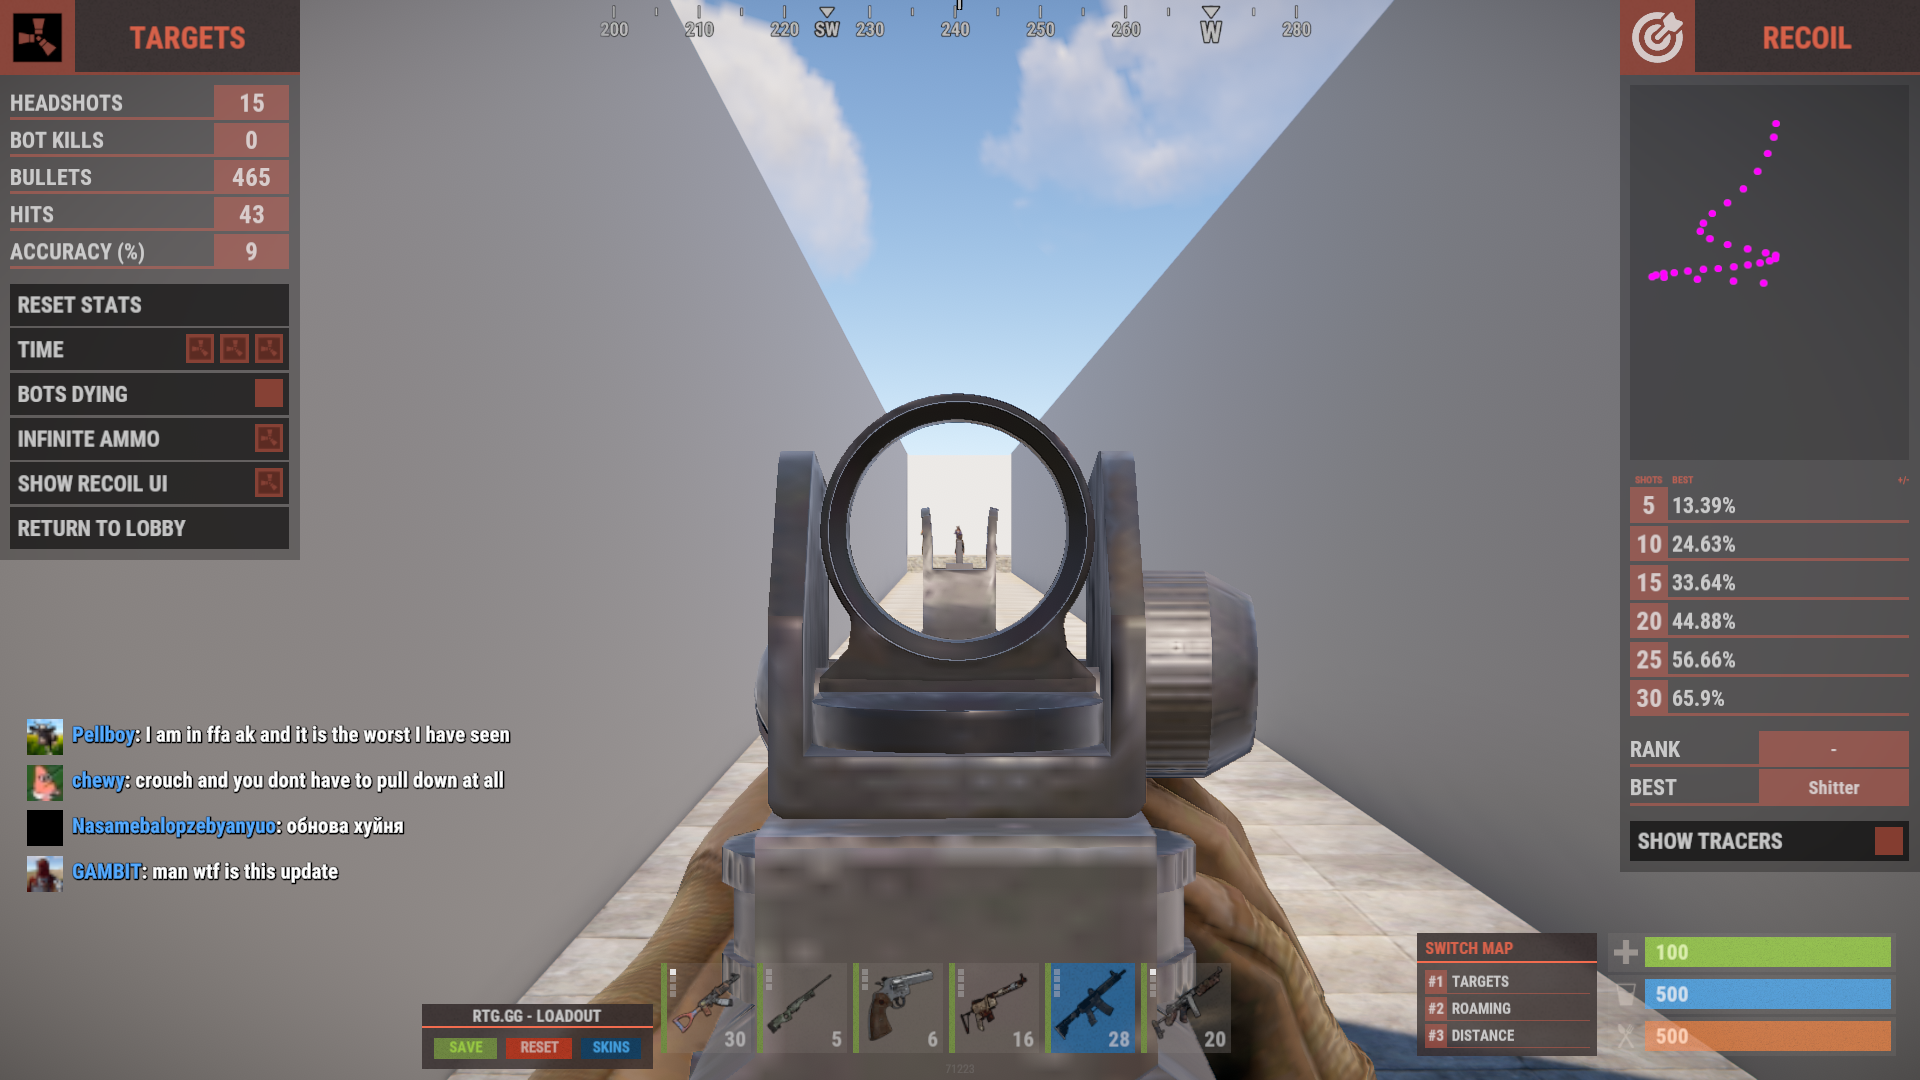 TARGETS
HEADSHOTS 15
BOT KILLS 0
BULLETS 465
HITS 43
ACCURACY (%) 9
RESET STATS
TIME
BOTS DYING
INFINITE AMMO
SHOW RECOIL UI
RETURN TO LOBBY
200 210 220 SW 230 240 250 260 W 280
RECOIL
SHOTS BEST +/-
5 13.39%
10 24.63%
15 33.64%
20 44.88%
25 56.66%
30 65.9%
RANK -
BEST Shitter
SHOW TRACERS
Pellboy: I am in ffa ak and it is the worst I have seen
chewy: crouch and you dont have to pull down at all
Nasamebalopzebyanyuo: обнова хуйня
GAMBIT: man wtf is this update
RTG.GG - LOADOUT
SAVE RESET SKINS
30 5 6 16 28 20
71223
SWITCH MAP
#1 TARGETS
#2 ROAMING
#3 DISTANCE
100
500
500